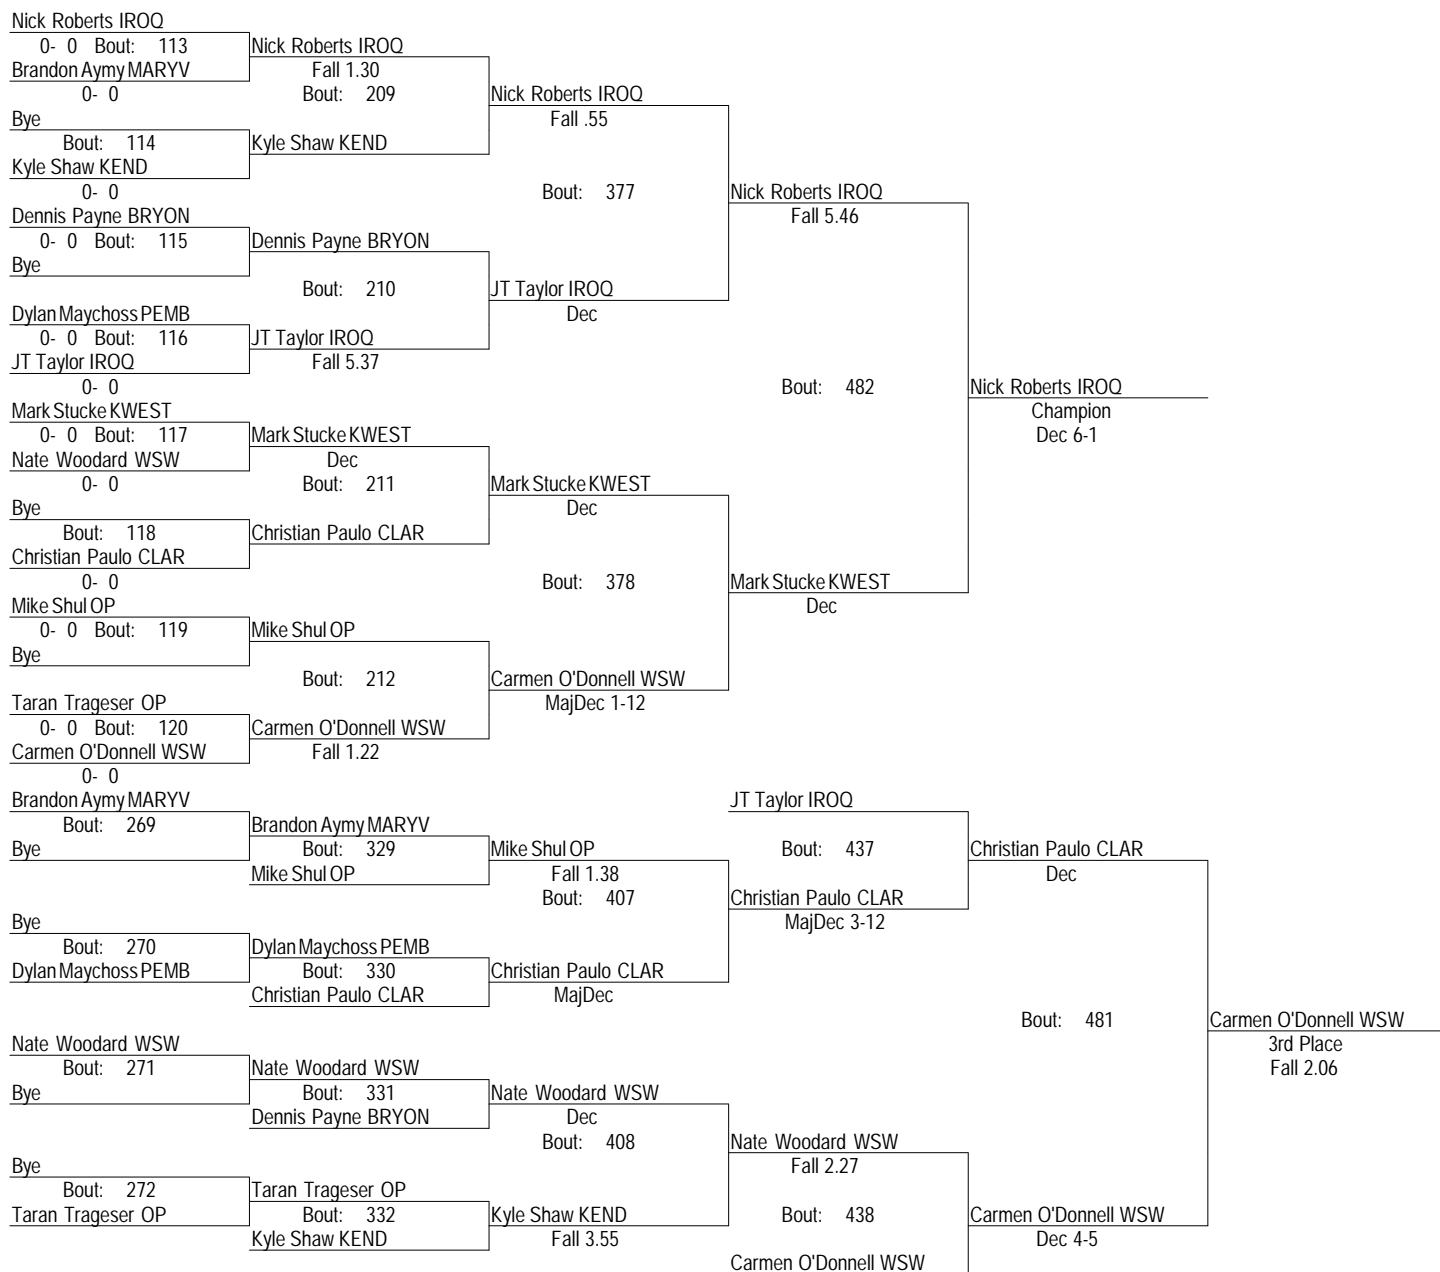 Nick Roberts IROQ
0- 0 Bout: 113 Nick Roberts IROQ
Brandon Aymy MARYV Fall 1.30
0- 0 Bout: 209 Nick Roberts IROQ
Bye Fall .55
Bout: 114 Kyle Shaw KEND
Kyle Shaw KEND
0- 0 Bout: 377 Nick Roberts IROQ
Dennis Payne BRYON Fall 5.46
0- 0 Bout: 115 Dennis Payne BRYON
Bye
Bout: 210 JT Taylor IROQ
Dylan Maychoss PEMB Dec
0- 0 Bout: 116 JT Taylor IROQ
JT Taylor IROQ Fall 5.37
0- 0 Bout: 482 Nick Roberts IROQ
Mark Stucke KWEST Champion
0- 0 Bout: 117 Mark Stucke KWEST Dec 6-1
Nate Woodard WSW Dec
0- 0 Bout: 211 Mark Stucke KWEST
Bye Dec
Bout: 118 Christian Paulo CLAR
Christian Paulo CLAR
0- 0 Bout: 378 Mark Stucke KWEST
Mike Shul OP Dec
0- 0 Bout: 119 Mike Shul OP
Bye
Bout: 212 Carmen O'Donnell WSW
Taran Trageser OP MajDec 1-12
0- 0 Bout: 120 Carmen O'Donnell WSW
Carmen O'Donnell WSW Fall 1.22
0- 0
Brandon Aymy MARYV JT Taylor IROQ
Bout: 269 Brandon Aymy MARYV
Bye Bout: 329 Mike Shul OP Bout: 437 Christian Paulo CLAR
Mike Shul OP Fall 1.38 Dec
Bout: 407 Christian Paulo CLAR
Bye MajDec 3-12
Bout: 270 Dylan Maychoss PEMB
Dylan Maychoss PEMB Bout: 330 Christian Paulo CLAR
Christian Paulo CLAR MajDec
Bout: 481 Carmen O'Donnell WSW
Nate Woodard WSW 3rd Place
Bout: 271 Nate Woodard WSW Fall 2.06
Bye Bout: 331 Nate Woodard WSW
Dennis Payne BRYON Dec
Bout: 408 Nate Woodard WSW
Bye Fall 2.27
Bout: 272 Taran Trageser OP
Taran Trageser OP Bout: 332 Kyle Shaw KEND Bout: 438 Carmen O'Donnell WSW
Kyle Shaw KEND Fall 3.55 Dec 4-5
Carmen O'Donnell WSW